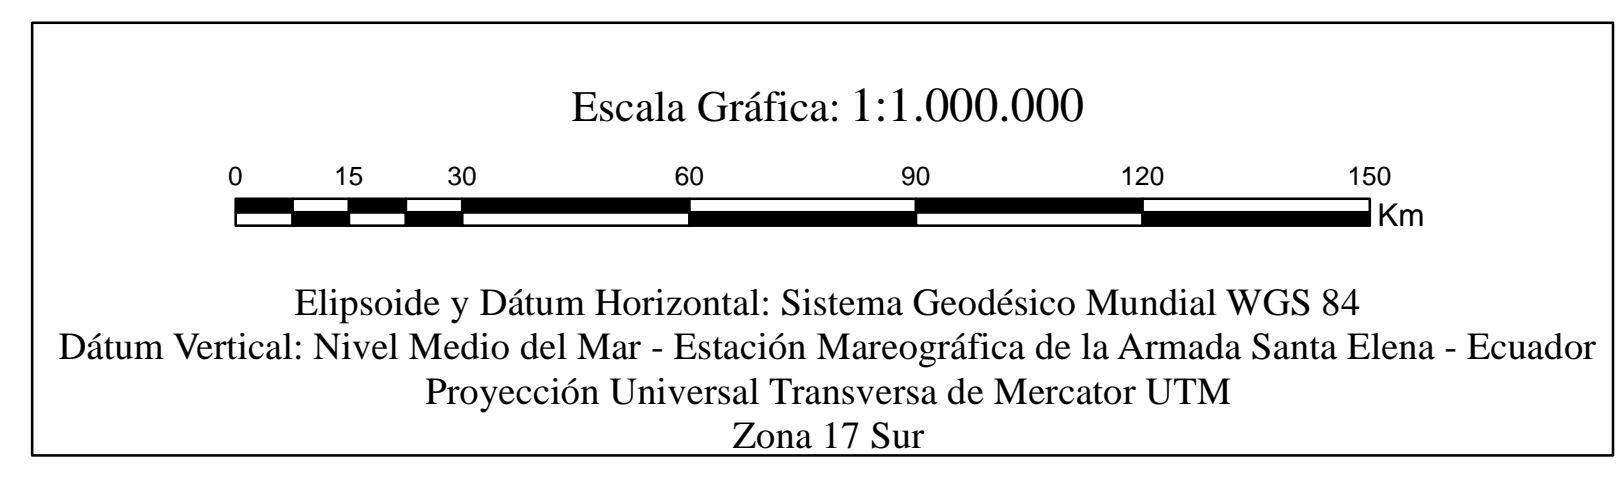 Escala Gráfica: 1:1.000.000
0 15 30 60 90 120 150
Km
Elipsoide y Dátum Horizontal: Sistema Geodésico Mundial WGS 84
Dátum Vertical: Nivel Medio del Mar - Estación Mareográfica de la Armada Santa Elena - Ecuador
Proyección Universal Transversa de Mercator UTM
Zona 17 Sur